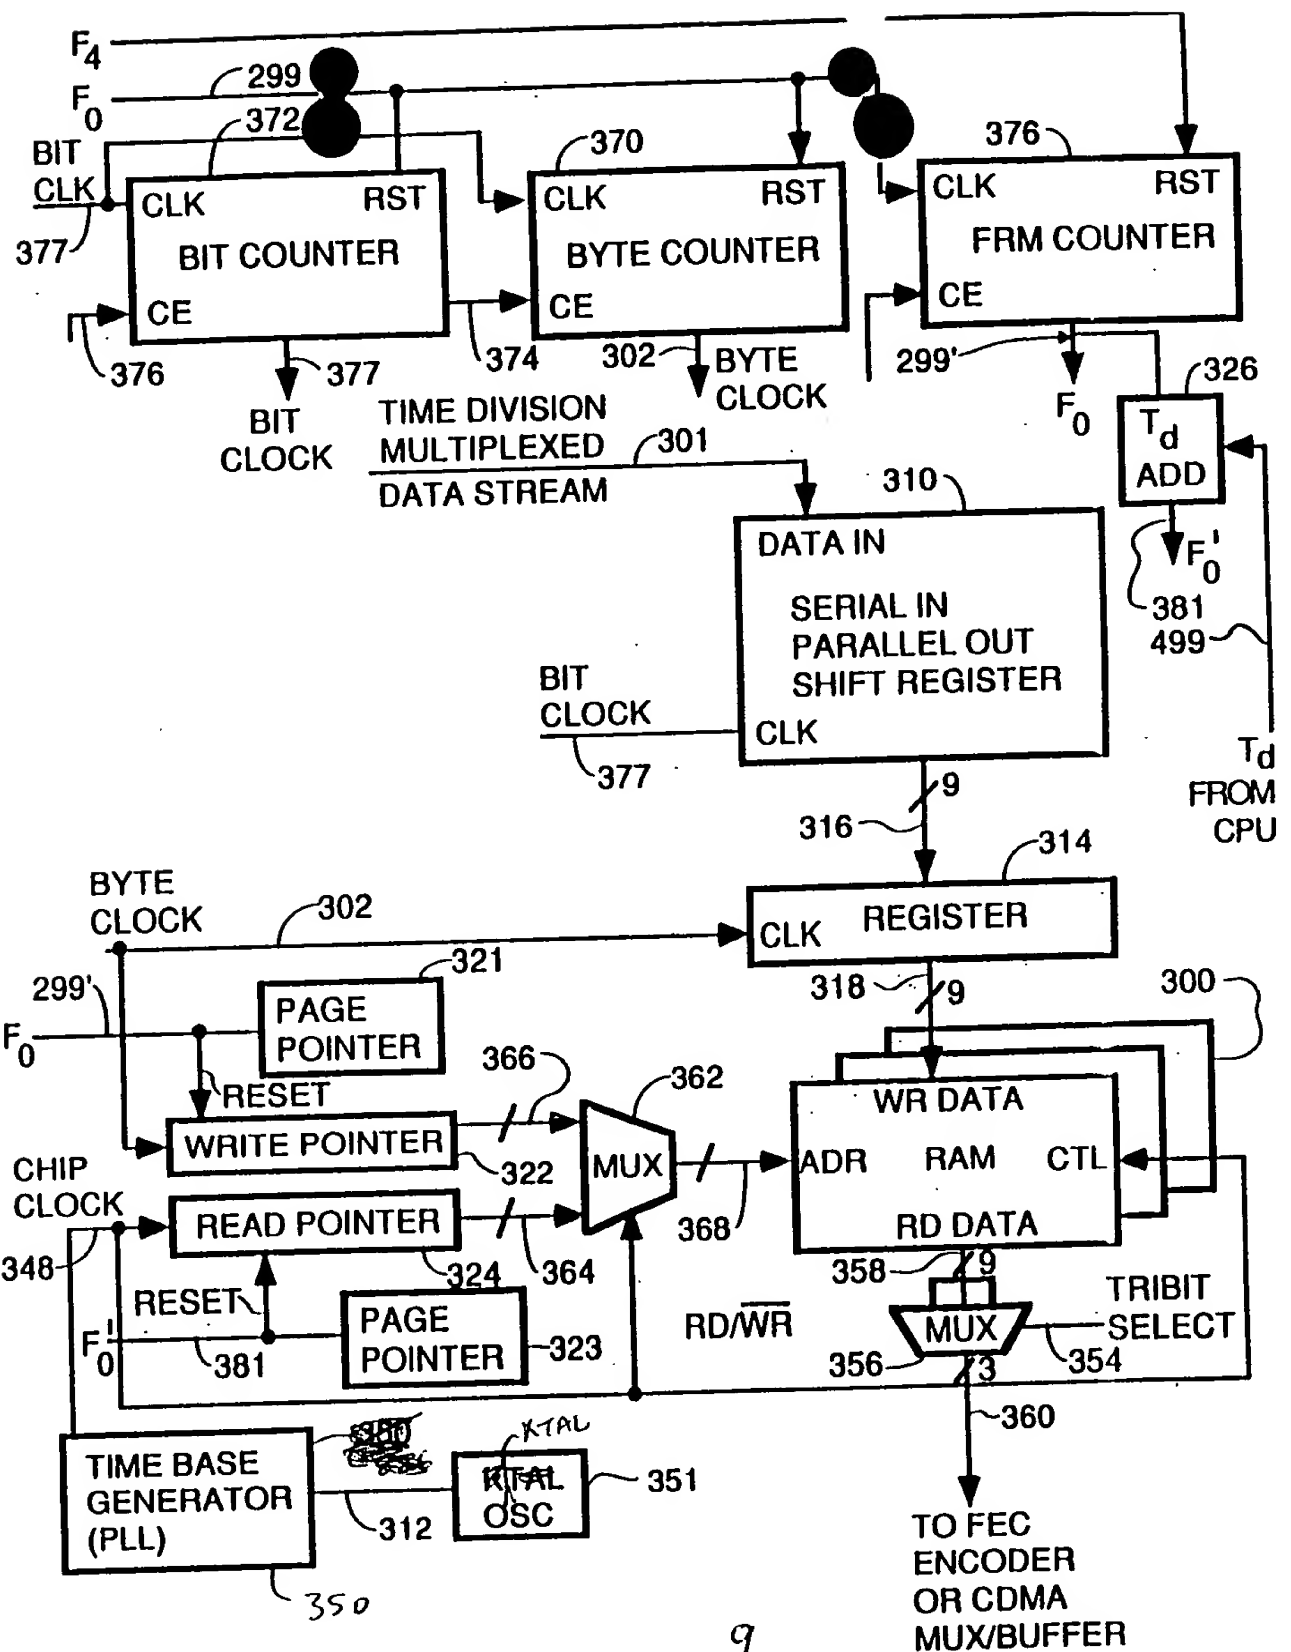 F4
F0
299
BIT
CLK
377
372
CLK
RST
BIT COUNTER
CE
376
377
BIT
CLOCK
374
370
CLK
RST
BYTE COUNTER
CE
302
BYTE
CLOCK
376
CLK
RST
FRM COUNTER
CE
299'
F0
326
Td
ADD
F0'
381
499
Td
FROM
CPU
TIME DIVISION
MULTIPLEXED
DATA STREAM
301
310
DATA IN
SERIAL IN
PARALLEL OUT
SHIFT REGISTER
CLK
BIT
CLOCK
377
9
316
314
REGISTER
CLK
BYTE
CLOCK
302
318
9
300
299'
F0
321
PAGE
POINTER
RESET
WRITE POINTER
322
366
362
MUX
368
CHIP
CLOCK
348
READ POINTER
324
364
RESET
F0'
381
PAGE
POINTER
323
WR DATA
ADR
RAM
CTL
RD DATA
358
9
RD/WR
MUX
356
3
TRIBIT
SELECT
354
360
TO FEC
ENCODER
OR CDMA
MUX/BUFFER
TIME BASE
GENERATOR
(PLL)
350
312
XTAL
OSC
351
9